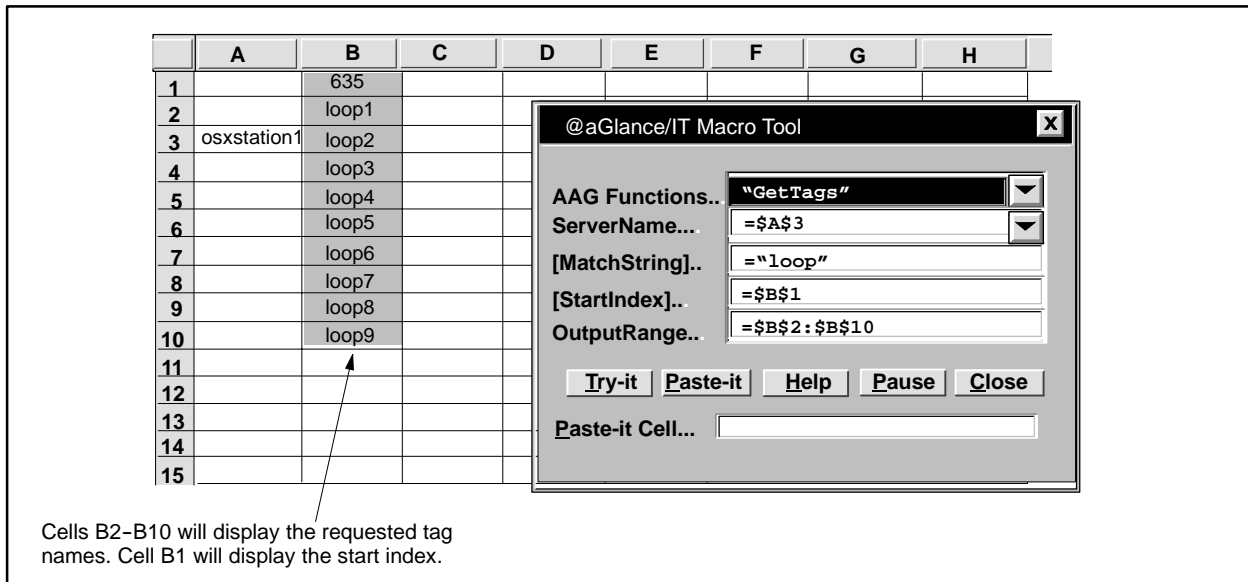 A B C D E F G H
1 635
2 loop1
3 osxstation1 loop2
4 loop3
5 loop4
6 loop5
7 loop6
8 loop7
9 loop8
10 loop9
11
12
13
14
15
@aGlance/IT Macro Tool X
AAG Functions... “GetTags”
ServerName... =$A$3
[MatchString].. =“loop”
[StartIndex]... =$B$1
OutputRange... =$B$2:$B$10
Try-it Paste-it Help Pause Close
Paste-it Cell...
Cells B2–B10 will display the requested tag
names. Cell B1 will display the start index.